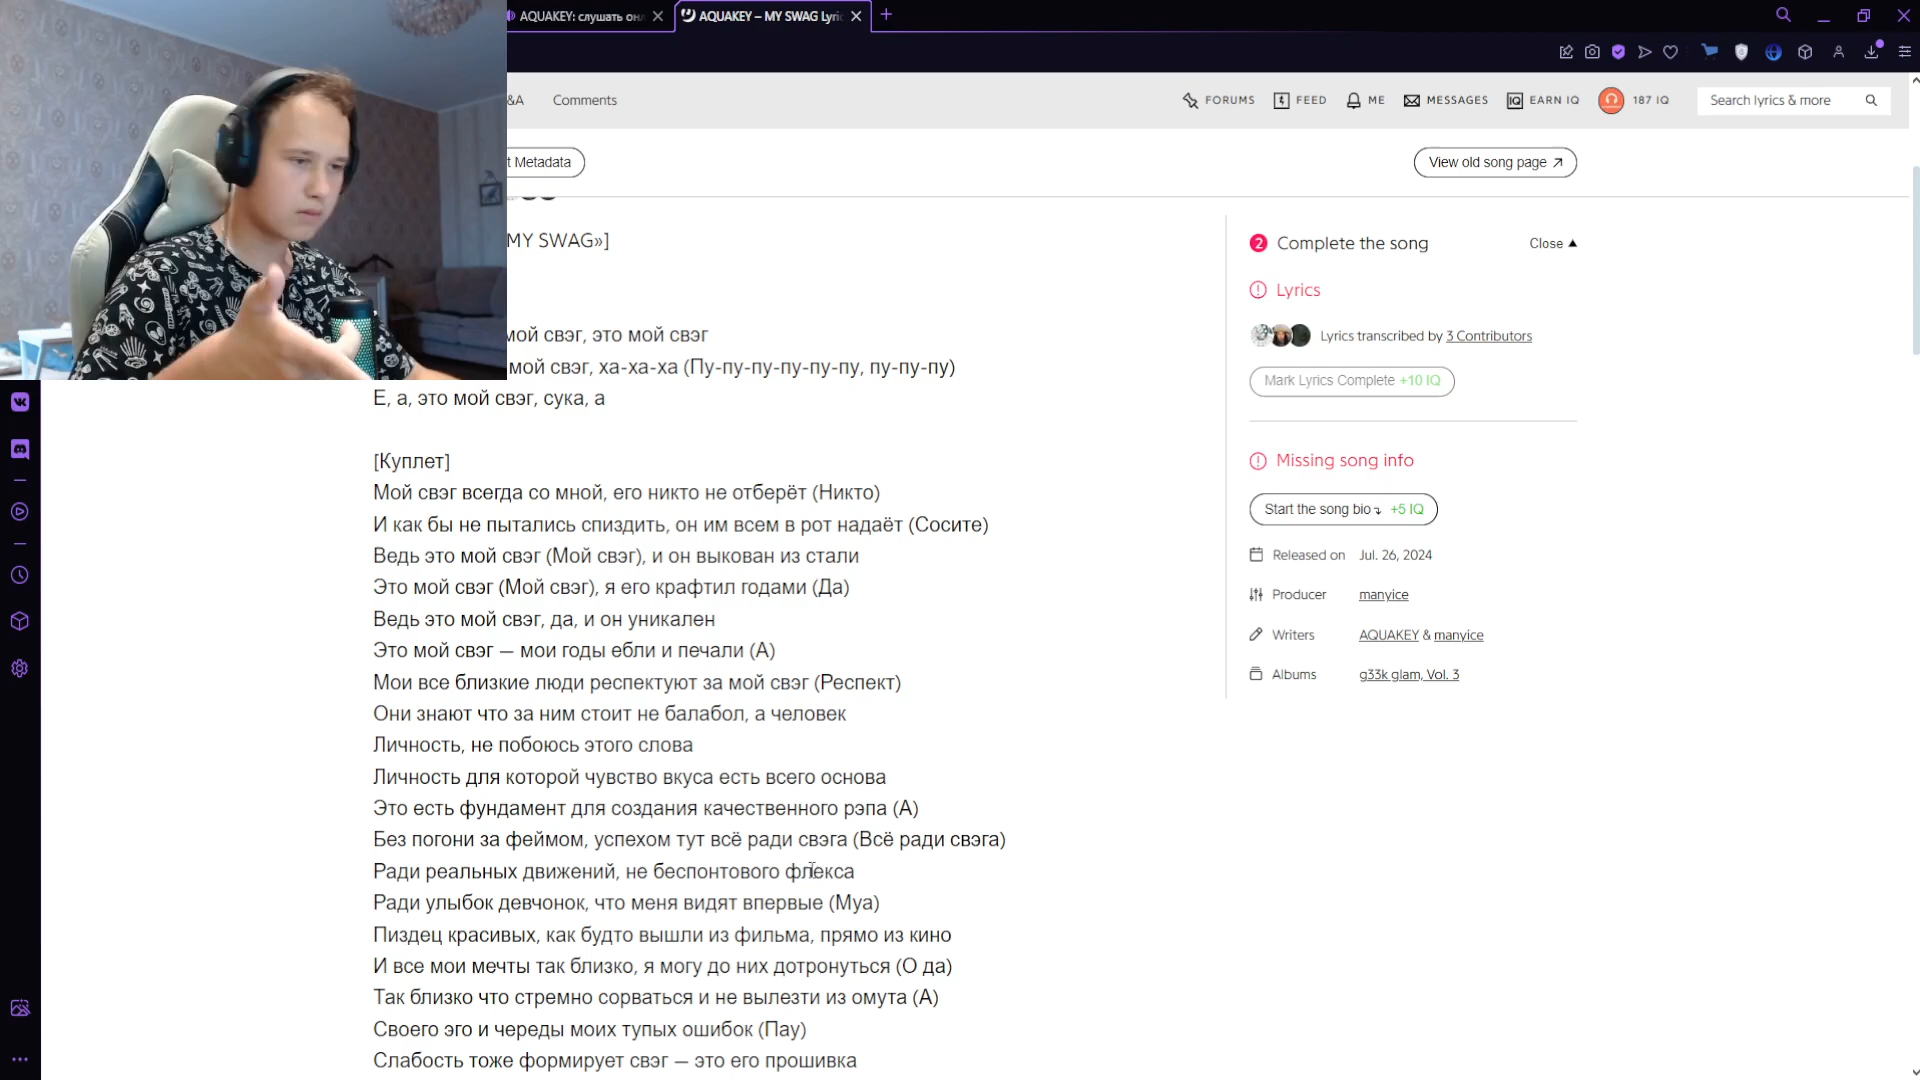 AQUAKEY: слушать онл
AQUAKEY – MY SWAG Lyric
&A
Comments
FORUMS
FEED
ME
MESSAGES
EARN IQ
187 IQ
Search lyrics & more
t Metadata
View old song page
MY SWAG»]
мой свэг, это мой свэг
мой свэг, ха-ха-ха (Пу-пу-пу-пу-пу-пу, пу-пу-пу)
Е, а, это мой свэг, сука, а
[Куплет]
Мой свэг всегда со мной, его никто не отберёт (Никто)
И как бы не пытались спиздить, он им всем в рот надаёт (Сосите)
Ведь это мой свэг (Мой свэг), и он выкован из стали
Это мой свэг (Мой свэг), я его крафтил годами (Да)
Ведь это мой свэг, да, и он уникален
Это мой свэг — мои годы ебли и печали (А)
Мои все близкие люди респектуют за мой свэг (Респект)
Они знают что за ним стоит не балабол, а человек
Личность, не побоюсь этого слова
Личность для которой чувство вкуса есть всего основа
Это есть фундамент для создания качественного рэпа (А)
Без погони за феймом, успехом тут всё ради свэга (Всё ради свэга)
Ради реальных движений, не беспонтового флекса
Ради улыбок девчонок, что меня видят впервые (Муа)
Пиздец красивых, как будто вышли из фильма, прямо из кино
И все мои мечты так близко, я могу до них дотронуться (О да)
Так близко что стремно сорваться и не вылезти из омута (А)
Своего эго и череды моих тупых ошибок (Пау)
Слабость тоже формирует свэг — это его прошивка
2 Complete the song
Close
Lyrics
Lyrics transcribed by 3 Contributors
Mark Lyrics Complete +10 IQ
Missing song info
Start the song bio +5 IQ
Released on Jul. 26, 2024
Producer manyice
Writers AQUAKEY & manyice
Albums g33k glam, Vol. 3